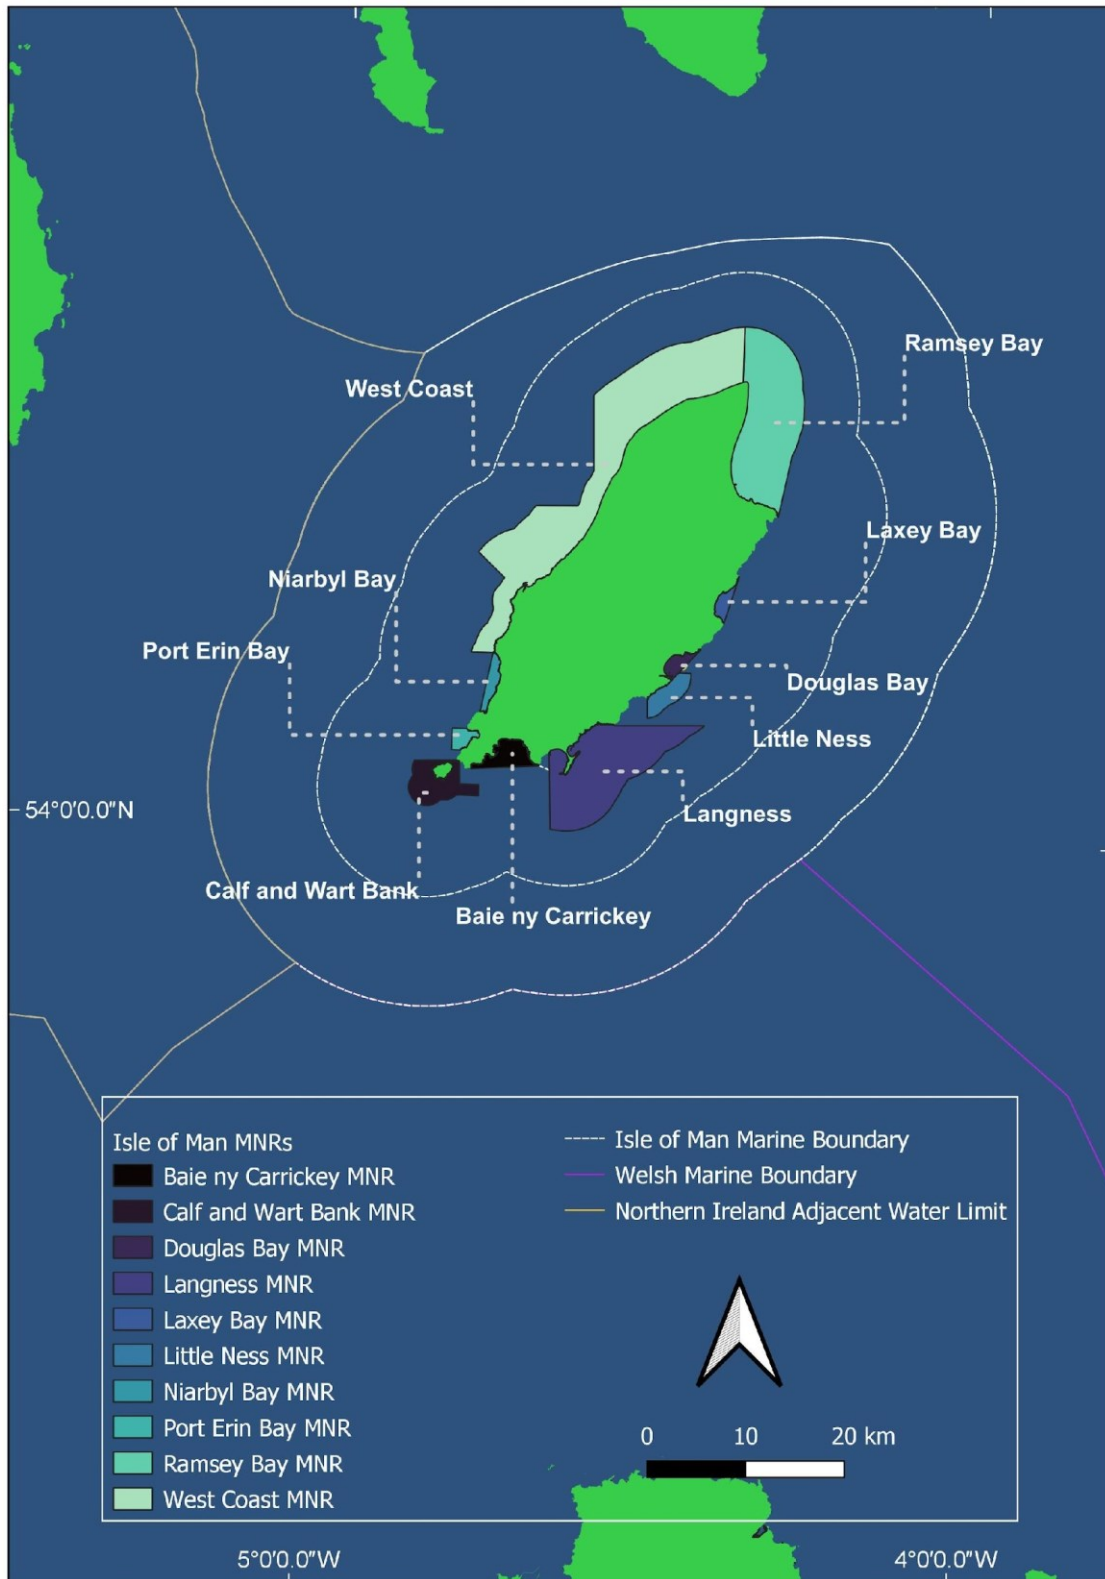 Ramsey Bay
West Coast
Laxey Bay
Niarbyl Bay
Port Erin Bay
Douglas Bay
Little Ness
54°0'0.0"N
Langness
Calf and Wart Bank
Baie ny Carrickey
Isle of Man MNRs
Baie ny Carrickey MNR
Calf and Wart Bank MNR
Douglas Bay MNR
Langness MNR
Laxey Bay MNR
Little Ness MNR
Niarbyl Bay MNR
Port Erin Bay MNR
Ramsey Bay MNR
West Coast MNR
Isle of Man Marine Boundary
Welsh Marine Boundary
Northern Ireland Adjacent Water Limit
0 10 20 km
5°0'0.0"W 4°0'0.0"W